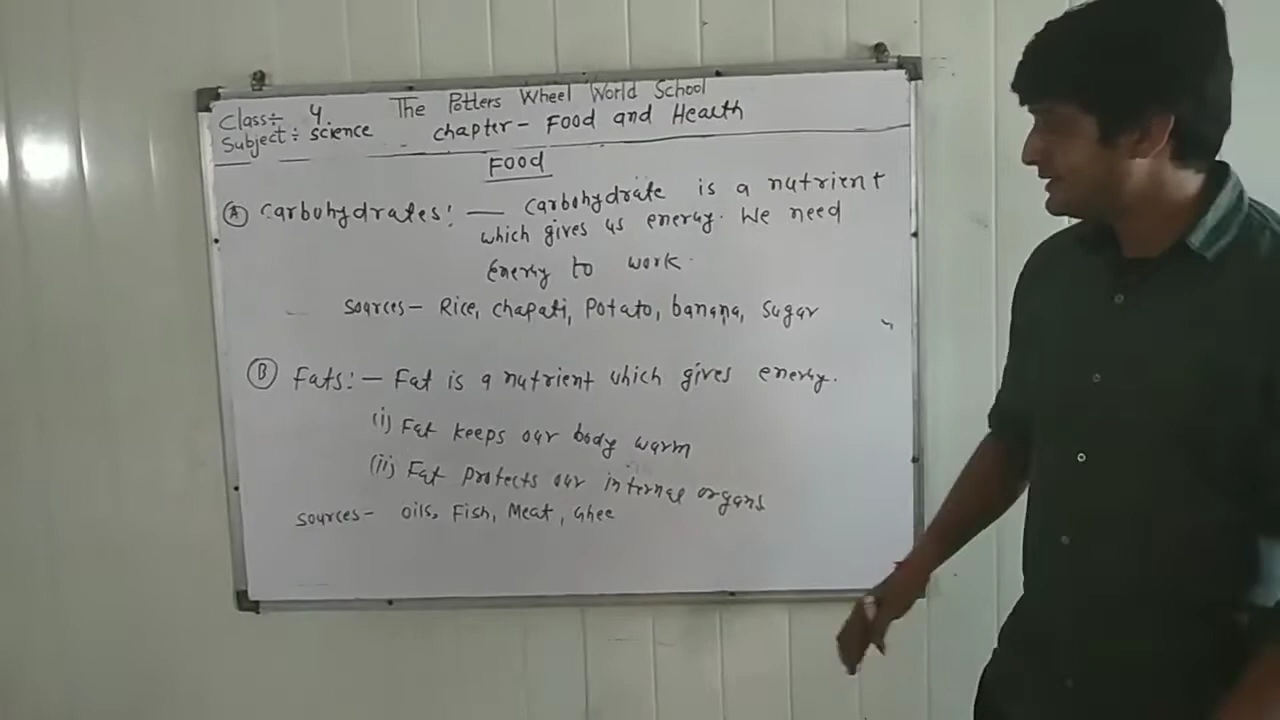 Class÷ 4 The Potters Wheel World School
Subject÷ science chapter- Food and Health
Food
(A) Carbohydrates:— Carbohydrate is a nutrient
which gives us energy. We need
Energy to work.
Sources- Rice, chapati, Potato, banana, Sugar
(B) Fats:- Fat is a nutrient which gives energy.
(i) Fat keeps our body warm
(ii) Fat Protects our internal organs
Sources- oils, Fish, Meat, Ghee